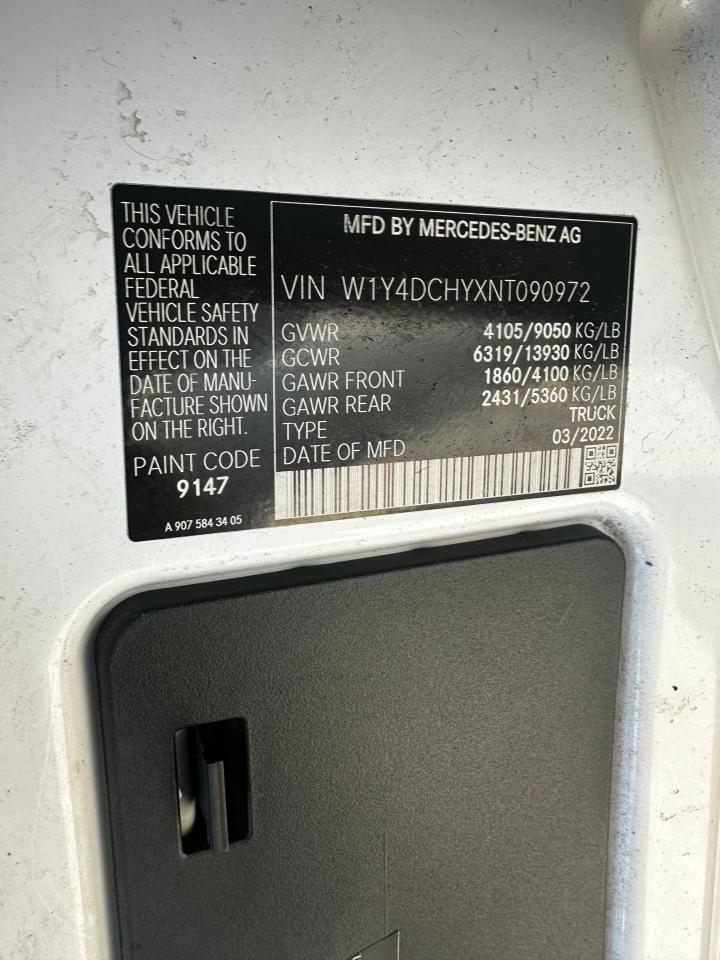 THIS VEHICLE
CONFORMS TO
ALL APPLICABLE
FEDERAL
VEHICLE SAFETY
STANDARDS IN
EFFECT ON THE
DATE OF MANU-
FACTURE SHOWN
ON THE RIGHT.
PAINT CODE
9147
A 907 584 34 05
MFD BY MERCEDES-BENZ AG
VIN W1Y4DCHYXNT090972
GVWR 4105/9050 KG/LB
GCWR 6319/13930 KG/LB
GAWR FRONT 1860/4100 KG/LB
GAWR REAR 2431/5360 KG/LB
TYPE TRUCK
DATE OF MFD 03/2022